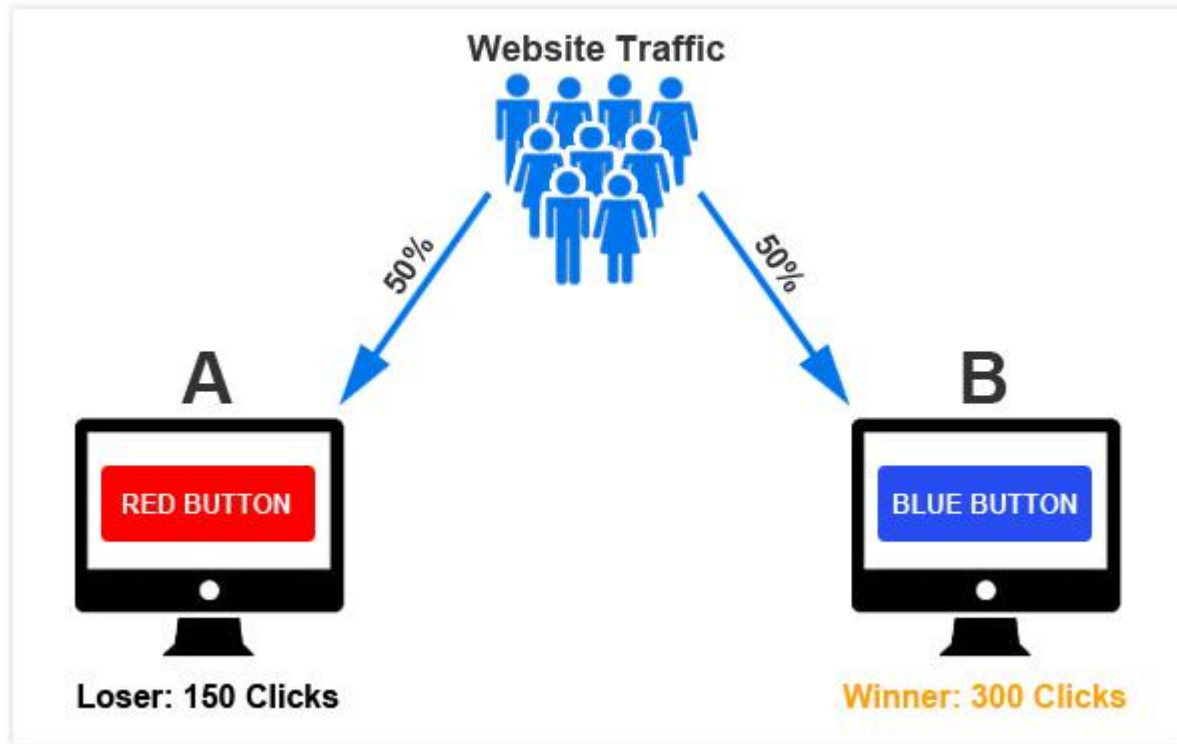 Website Traffic
50%
50%
A
B
RED BUTTON
BLUE BUTTON
Loser: 150 Clicks
Winner: 300 Clicks